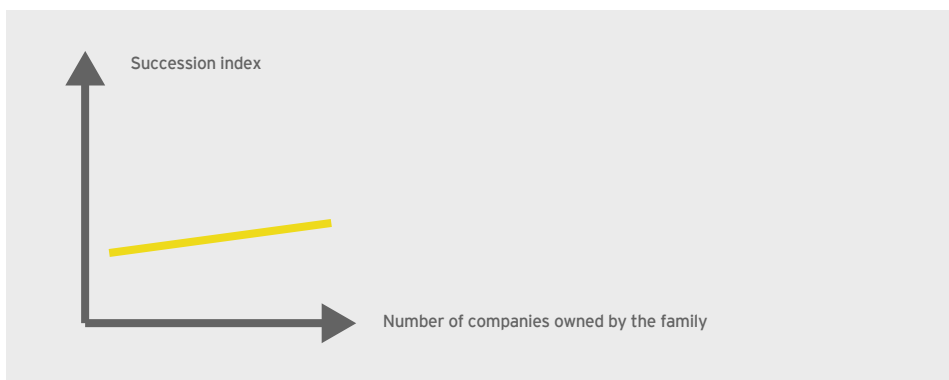 Succession index
Number of companies owned by the family